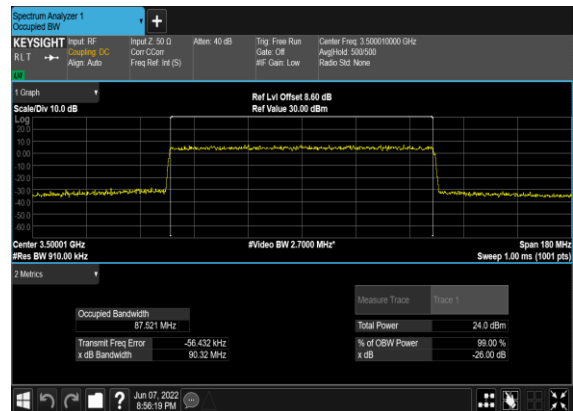 Spectrum Analyzer 1
Occupied BW
+
KEYSIGHT Input: RF Input Z: 50 Ω Atten: 40 dB Trig: Free Run Center Freq: 3.500010000 GHz
RLT Coupling: DC Corr CCorr Gate: Off Avg|Hold: 500/500
Align: Auto Freq Ref: Int (S) #IF Gain: Low Radio Std: None
1 Graph
Ref Lvl Offset 8.60 dB
Scale/Div 10.0 dB Ref Value 30.00 dBm
Log
20.0
10.0
0.00
-10.0
-20.0
-30.0
-40.0
-50.0
-60.0
Center 3.50001 GHz #Video BW 2.7000 MHz* Span 180 MHz
#Res BW 910.00 kHz Sweep 1.00 ms (1001 pts)
2 Metrics
Measure Trace Trace 1
Occupied Bandwidth
87.521 MHz Total Power 24.0 dBm
Transmit Freq Error -56.432 kHz % of OBW Power 99.00 %
x dB Bandwidth 90.32 MHz x dB -26.00 dB
? Jun 07, 2022
8:56:19 PM